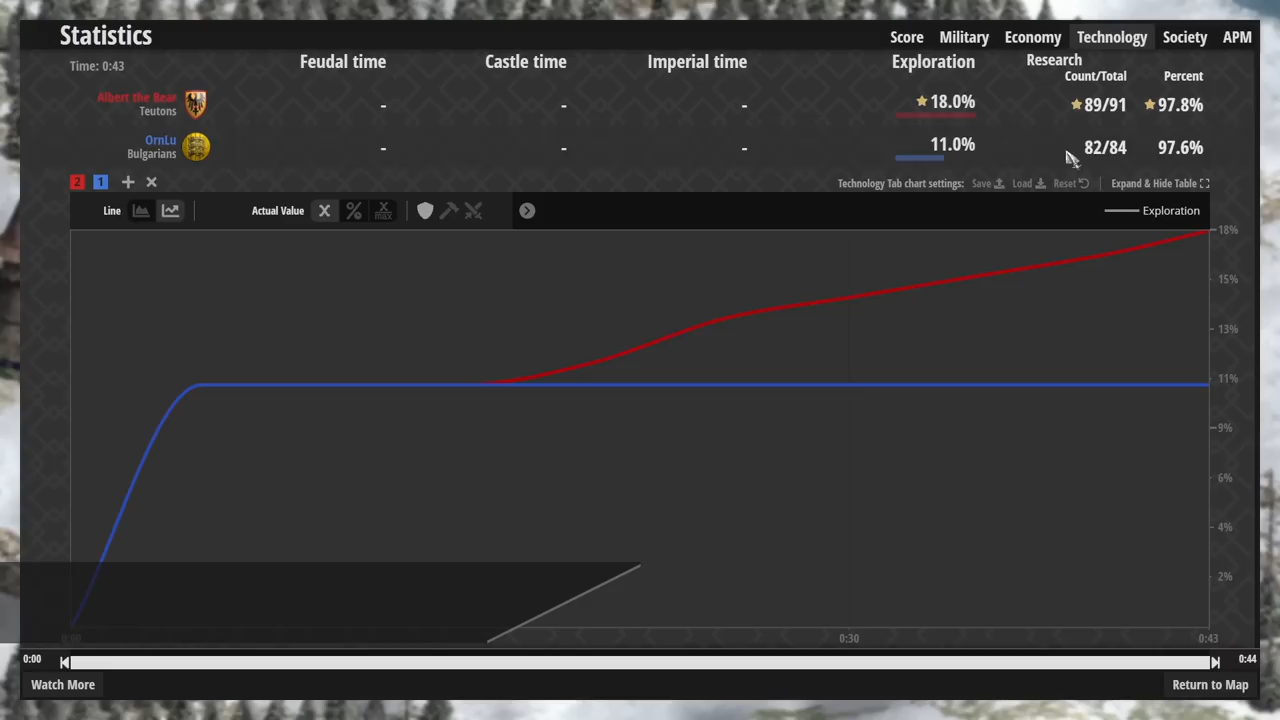 Statistics
Score Military Economy Technology Society APM
Time: 0:43 Feudal time Castle time Imperial time Exploration Research
Count/Total Percent
Albert the Bear
Teutons - - - 18.0% 89/91 97.8%
OrnLu
Bulgarians - - - 11.0% 82/84 97.6%
2 1 + × Technology Tab chart settings: Save Load Reset Expand & Hide Table
Line Actual Value X % X max Exploration
18%
15%
13%
11%
9%
6%
4%
2%
0:00 0:30 0:43
0:00 0:44
Watch More Return to Map